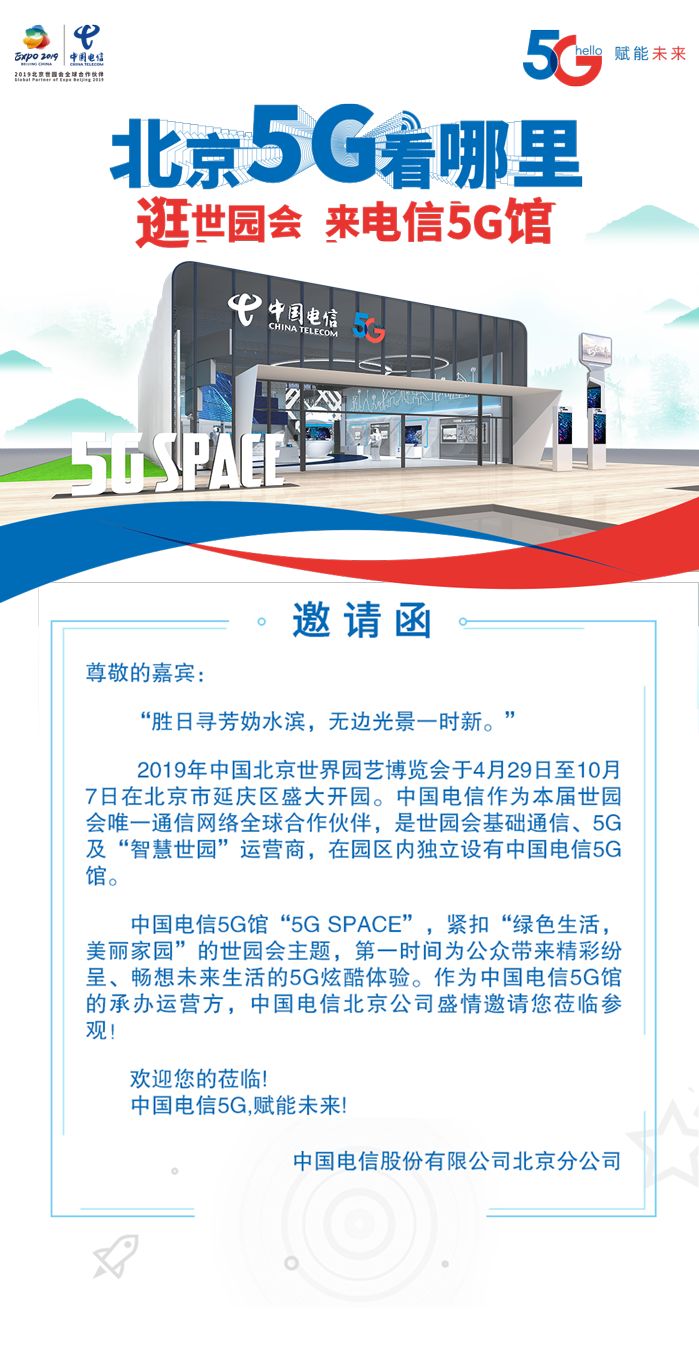 EXPO 2019
BEIJING CHINA
中国电信
CHINA TELECOM
2019北京世园会全球合作伙伴
Global Partner of Expo Beijing 2019
5G hello 赋能未来
北京5G看哪里
逛世园会 来电信5G馆
中国电信 5G
CHINA TELECOM
5G SPACE
邀请函
尊敬的嘉宾：
“胜日寻芳妫水滨，无边光景一时新。”
2019年中国北京世界园艺博览会于4月29日至10月
7日在北京市延庆区盛大开园。中国电信作为本届世园
会唯一通信网络全球合作伙伴，是世园会基础通信、5G
及“智慧世园”运营商，在园区内独立设有中国电信5G
馆。
中国电信5G馆“5G SPACE”，紧扣“绿色生活，
美丽家园”的世园会主题，第一时间为公众带来精彩纷
呈、畅想未来生活的5G炫酷体验。作为中国电信5G馆
的承办运营方，中国电信北京公司盛情邀请您莅临参
观！
欢迎您的莅临!
中国电信5G,赋能未来!
中国电信股份有限公司北京分公司